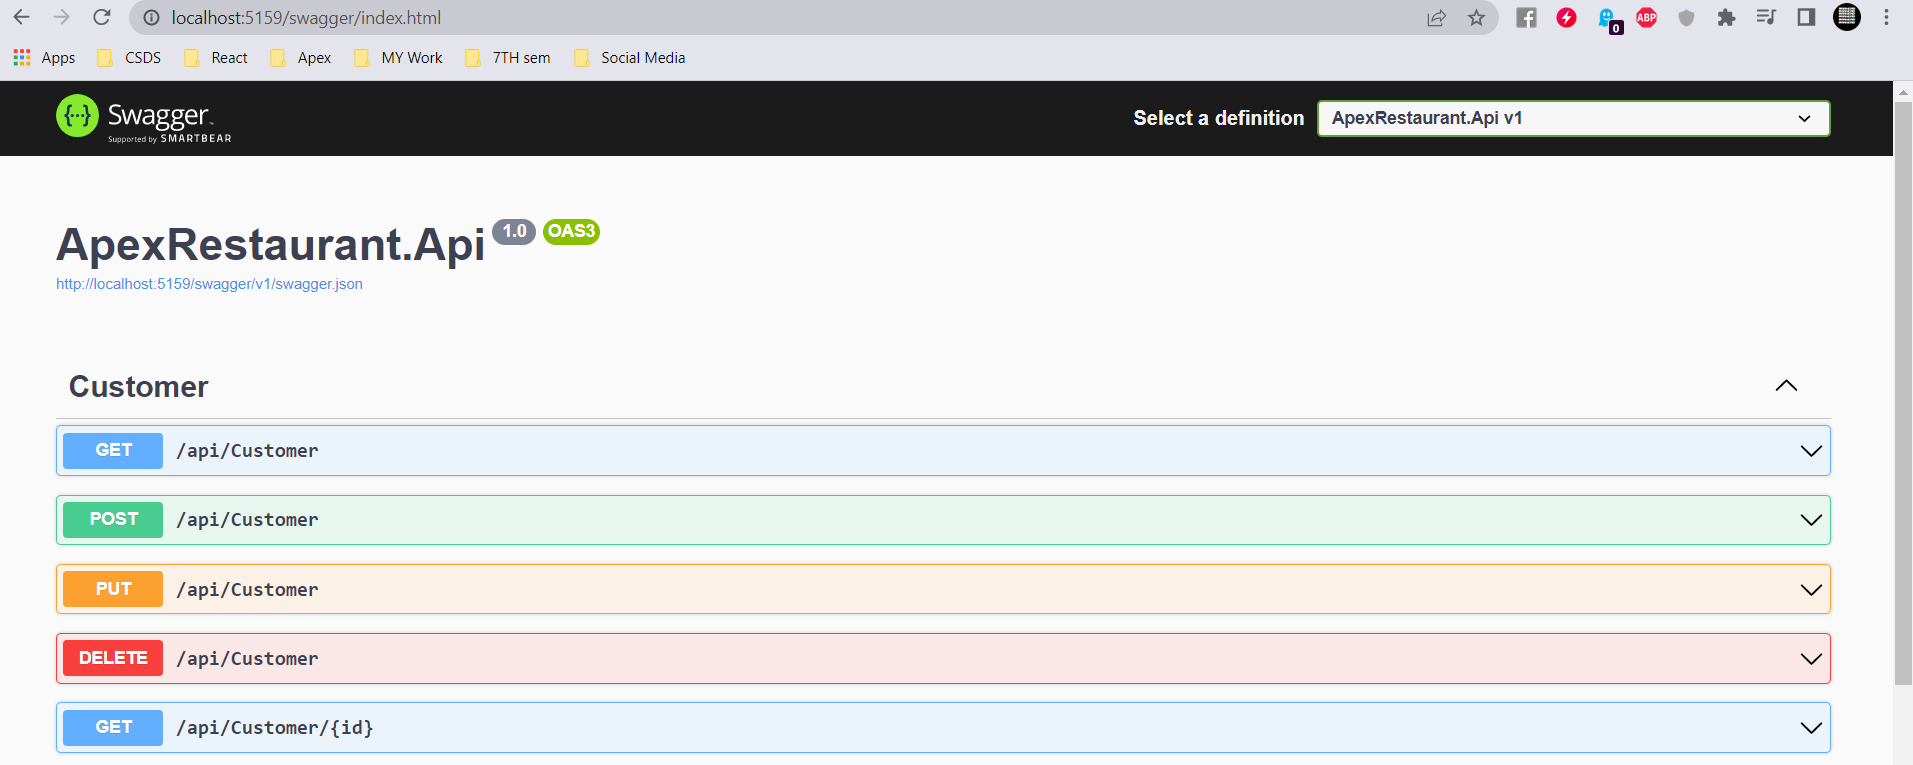 localhost:5159/swagger/index.html
0
ABP
Apps CSDS React Apex MY Work 7TH sem Social Media
{···} Swagger™
Supported by SMARTBEAR
Select a definition
ApexRestaurant.Api v1
ApexRestaurant.Api 1.0 OAS3
http://localhost:5159/swagger/v1/swagger.json
Customer
GET /api/Customer
POST /api/Customer
PUT /api/Customer
DELETE /api/Customer
GET /api/Customer/{id}